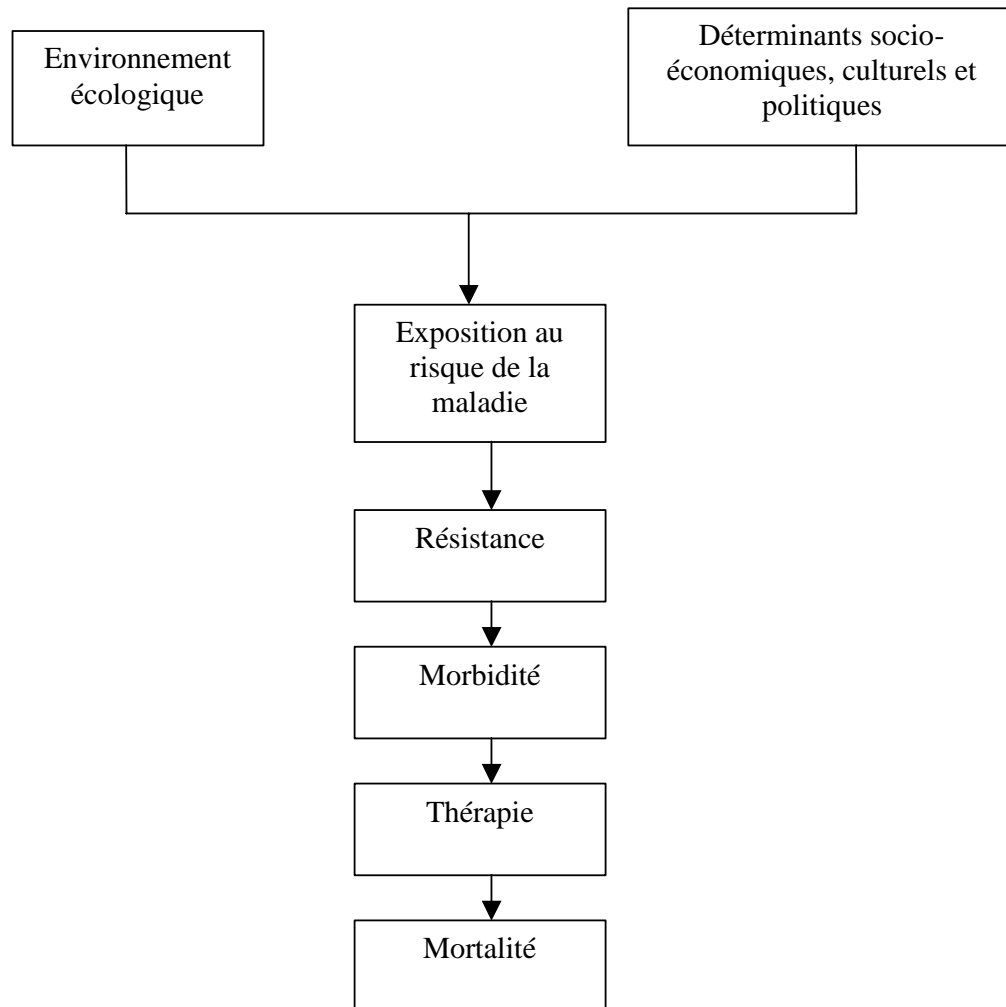 Environnement
écologique
Déterminants socio-
économiques, culturels et
politiques
Exposition au
risque de la
maladie
Résistance
Morbidité
Thérapie
Mortalité